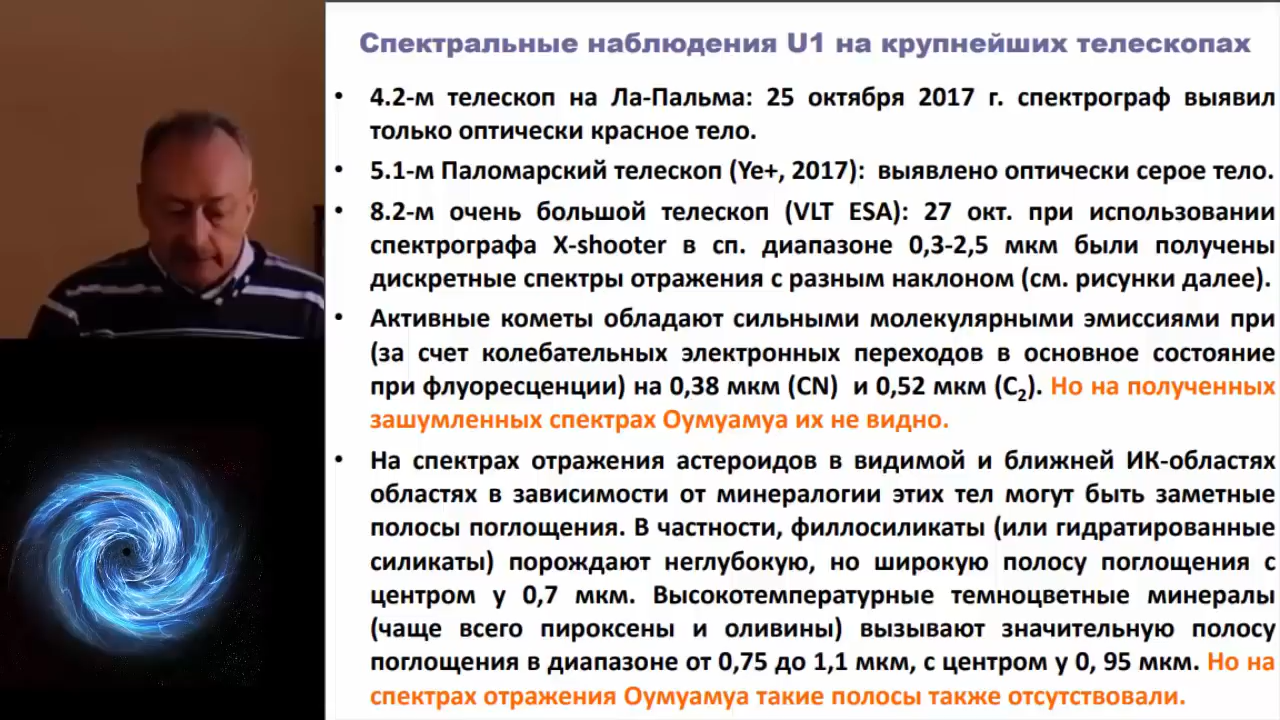 Спектральные наблюдения U1 на крупнейших телескопах
• 4.2-м телескоп на Ла-Пальма: 25 октября 2017 г. спектрограф выявил
только оптически красное тело.
• 5.1-м Паломарский телескоп (Ye+, 2017): выявлено оптически серое тело.
• 8.2-м очень большой телескоп (VLT ESA): 27 окт. при использовании
спектрографа X-shooter в сп. диапазоне 0,3-2,5 мкм были получены
дискретные спектры отражения с разным наклоном (см. рисунки далее).
• Активные кометы обладают сильными молекулярными эмиссиями при
(за счет колебательных электронных переходов в основное состояние
при флуоресценции) на 0,38 мкм (CN) и 0,52 мкм (C₂). Но на полученных
зашумленных спектрах Оумуамуа их не видно.
• На спектрах отражения астероидов в видимой и ближней ИК-областях
областях в зависимости от минералогии этих тел могут быть заметные
полосы поглощения. В частности, филлосиликаты (или гидратированные
силикаты) порождают неглубокую, но широкую полосу поглощения с
центром у 0,7 мкм. Высокотемпературные темноцветные минералы
(чаще всего пироксены и оливины) вызывают значительную полосу
поглощения в диапазоне от 0,75 до 1,1 мкм, с центром у 0, 95 мкм. Но на
спектрах отражения Оумуамуа такие полосы также отсутствовали.